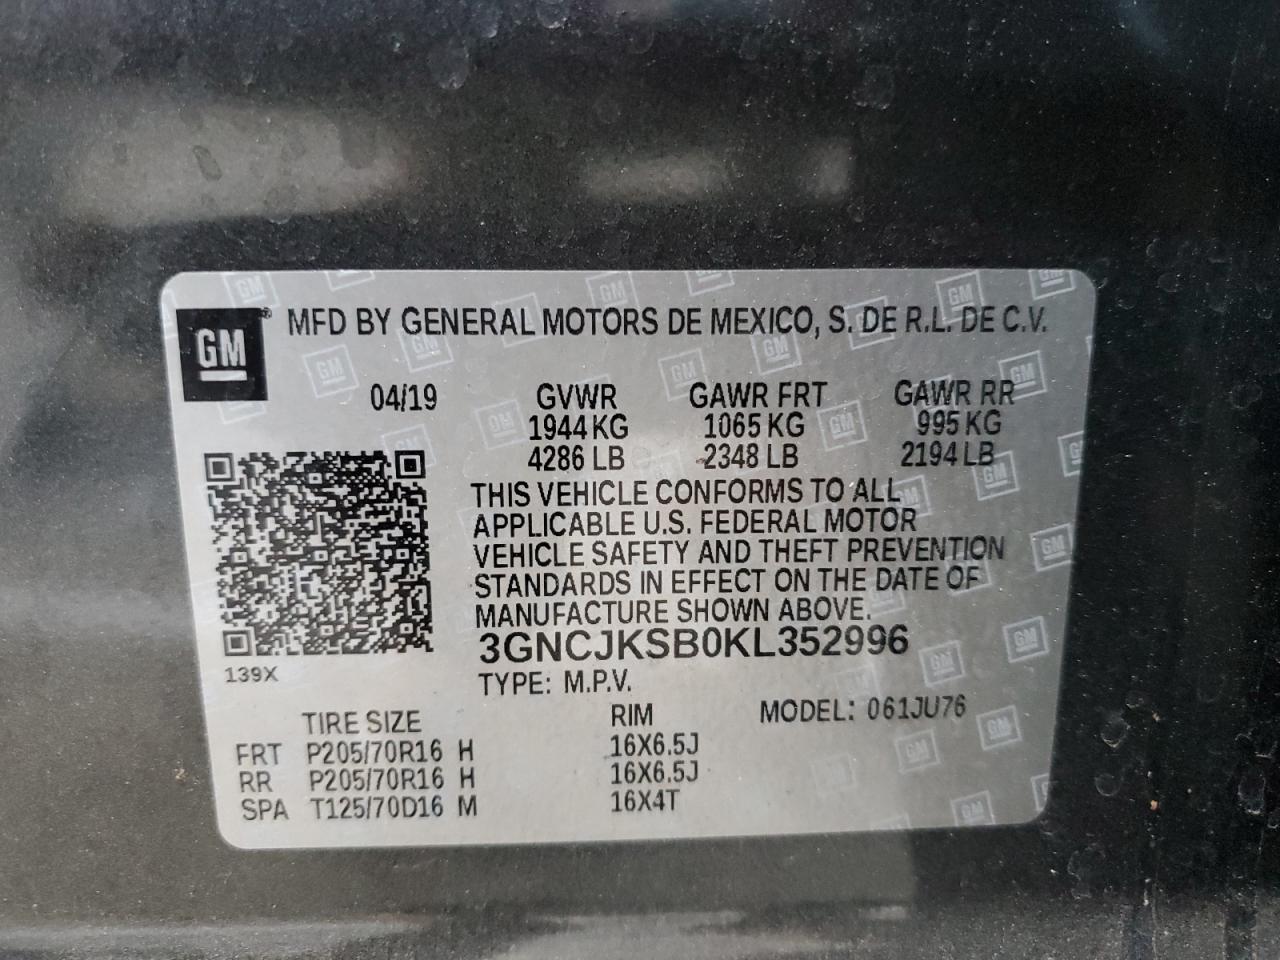 GM® MFD BY GENERAL MOTORS DE MEXICO, S. DE R.L. DE C.V.
04/19 GVWR GAWR FRT GAWR RR
1944 KG 1065 KG 995 KG
4286 LB 2348 LB 2194 LB
THIS VEHICLE CONFORMS TO ALL
APPLICABLE U.S. FEDERAL MOTOR
VEHICLE SAFETY AND THEFT PREVENTION
STANDARDS IN EFFECT ON THE DATE OF
MANUFACTURE SHOWN ABOVE.
3GNCJKSB0KL352996
139X
TYPE: M.P.V.
TIRE SIZE RIM MODEL: 061JU76
FRT P205/70R16 H 16X6.5J
RR P205/70R16 H 16X6.5J
SPA T125/70D16 M 16X4T